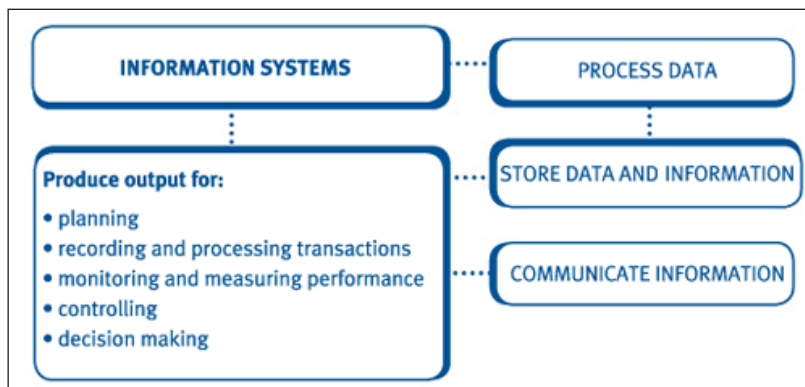 INFORMATION SYSTEMS
PROCESS DATA
Produce output for:
• planning
• recording and processing transactions
• monitoring and measuring performance
• controlling
• decision making
STORE DATA AND INFORMATION
COMMUNICATE INFORMATION